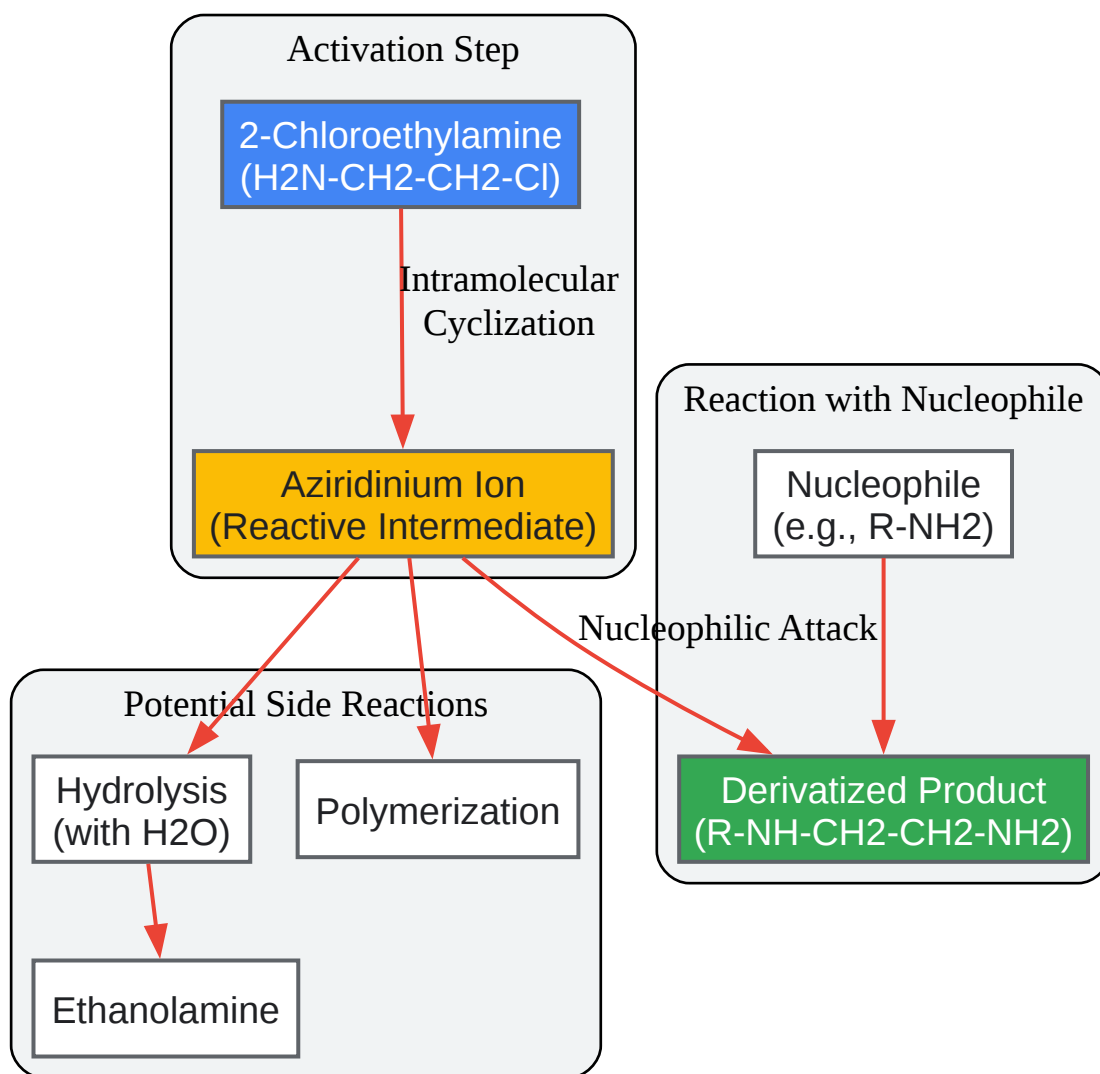 Activation Step
2-Chloroethylamine
(H2N-CH2-CH2-Cl)
Intramolecular
Cyclization
Aziridinium Ion
(Reactive Intermediate)
Reaction with Nucleophile
Nucleophile
(e.g., R-NH2)
Nucleophilic Attack
Derivatized Product
(R-NH-CH2-CH2-NH2)
Potential Side Reactions
Hydrolysis
(with H2O)
Polymerization
Ethanolamine